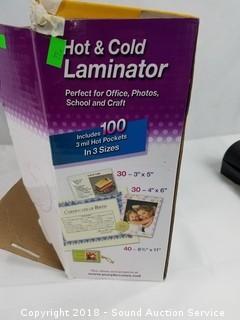 Hot & Cold
Laminator
Perfect for Office, Photos,
School and Craft
Includes 100
3 mil Hot Pockets
In 3 Sizes
30 – 3" x 5"
30 – 4" x 6"
40 – 8½" x 11"
Copyright 2018 - Sound Auction Service